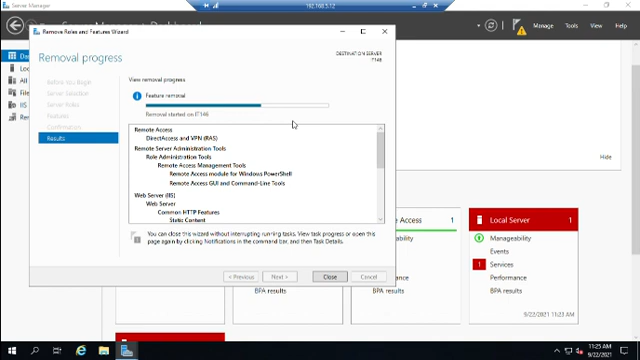 Server Manager
192.168.5.12
Server Manager
Dashboard
Manage
Tools
View
Help
Remove Roles and Features Wizard
Removal progress
DESTINATION SERVER
IT14B
Before You Begin
Server Selection
Server Roles
Features
Confirmation
Results
View removal progress
Feature removal
Removal started on IT14B
Remote Access
DirectAccess and VPN (RAS)
Remote Server Administration Tools
Role Administration Tools
Remote Access Management Tools
Remote Access module for Windows PowerShell
Remote Access GUI and Command-Line Tools
Web Server (IIS)
Web Server
Common HTTP Features
Static Content
You can close this wizard without interrupting running tasks. View task progress or open this
page again by clicking Notifications in the command bar, and then Task Details.
< Previous
Next >
Close
Cancel
Hide
Access
1
BPA results
BPA results
Local Server
1
Manageability
Events
1
Services
Performance
BPA results
9/22/2021 11:23 AM
11:25 AM
9/22/2021